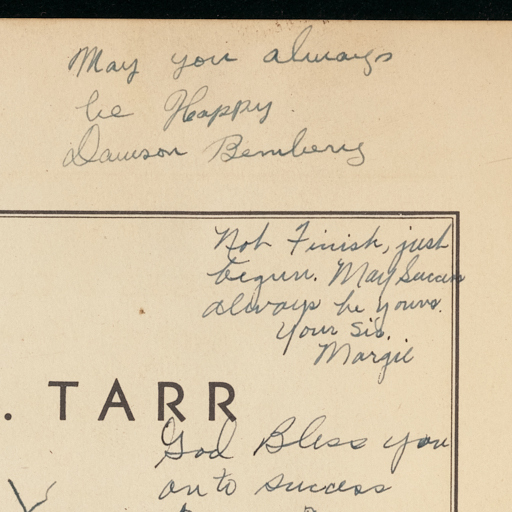 May you always
be Happy.
Dawson Bemberg
Not Finish, just
begun. May Success
always be yours.
Your Sis.
Margie
. TARR
God Bless you
on to success